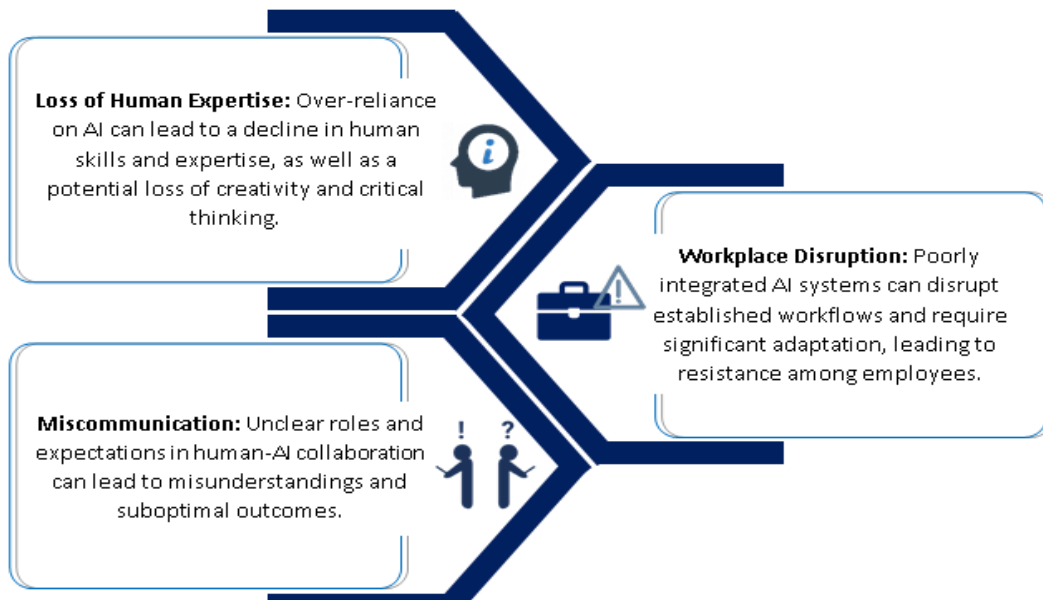 Loss of Human Expertise: Over-reliance
on AI can lead to a decline in human
skills and expertise, as well as a
potential loss of creativity and critical
thinking.
i
Workplace Disruption: Poorly
integrated AI systems can disrupt
established workflows and require
significant adaptation, leading to
resistance among employees.
!
Miscommunication: Unclear roles and
expectations in human-AI collaboration
can lead to misunderstandings and
suboptimal outcomes.
! ?